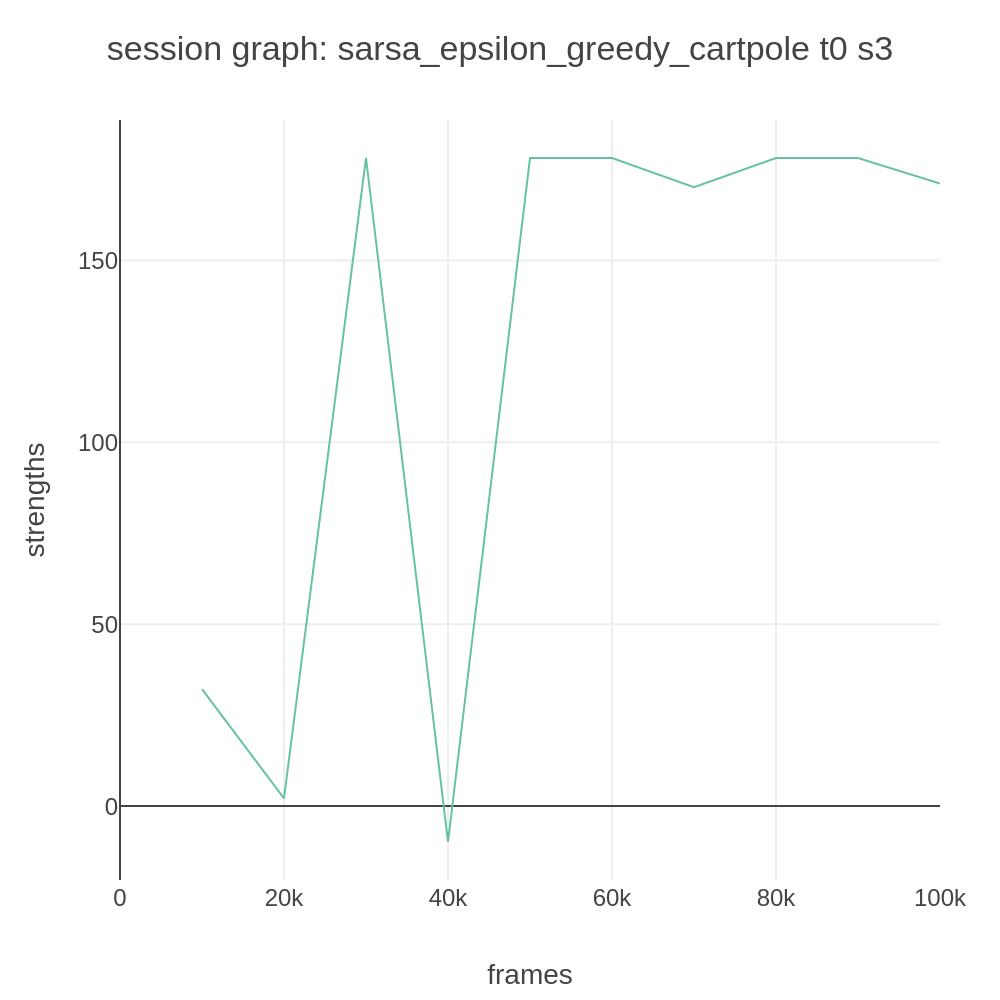 session graph: sarsa_epsilon_greedy_cartpole t0 s3
strengths
150
100
50
0
0
20k
40k
60k
80k
100k
frames